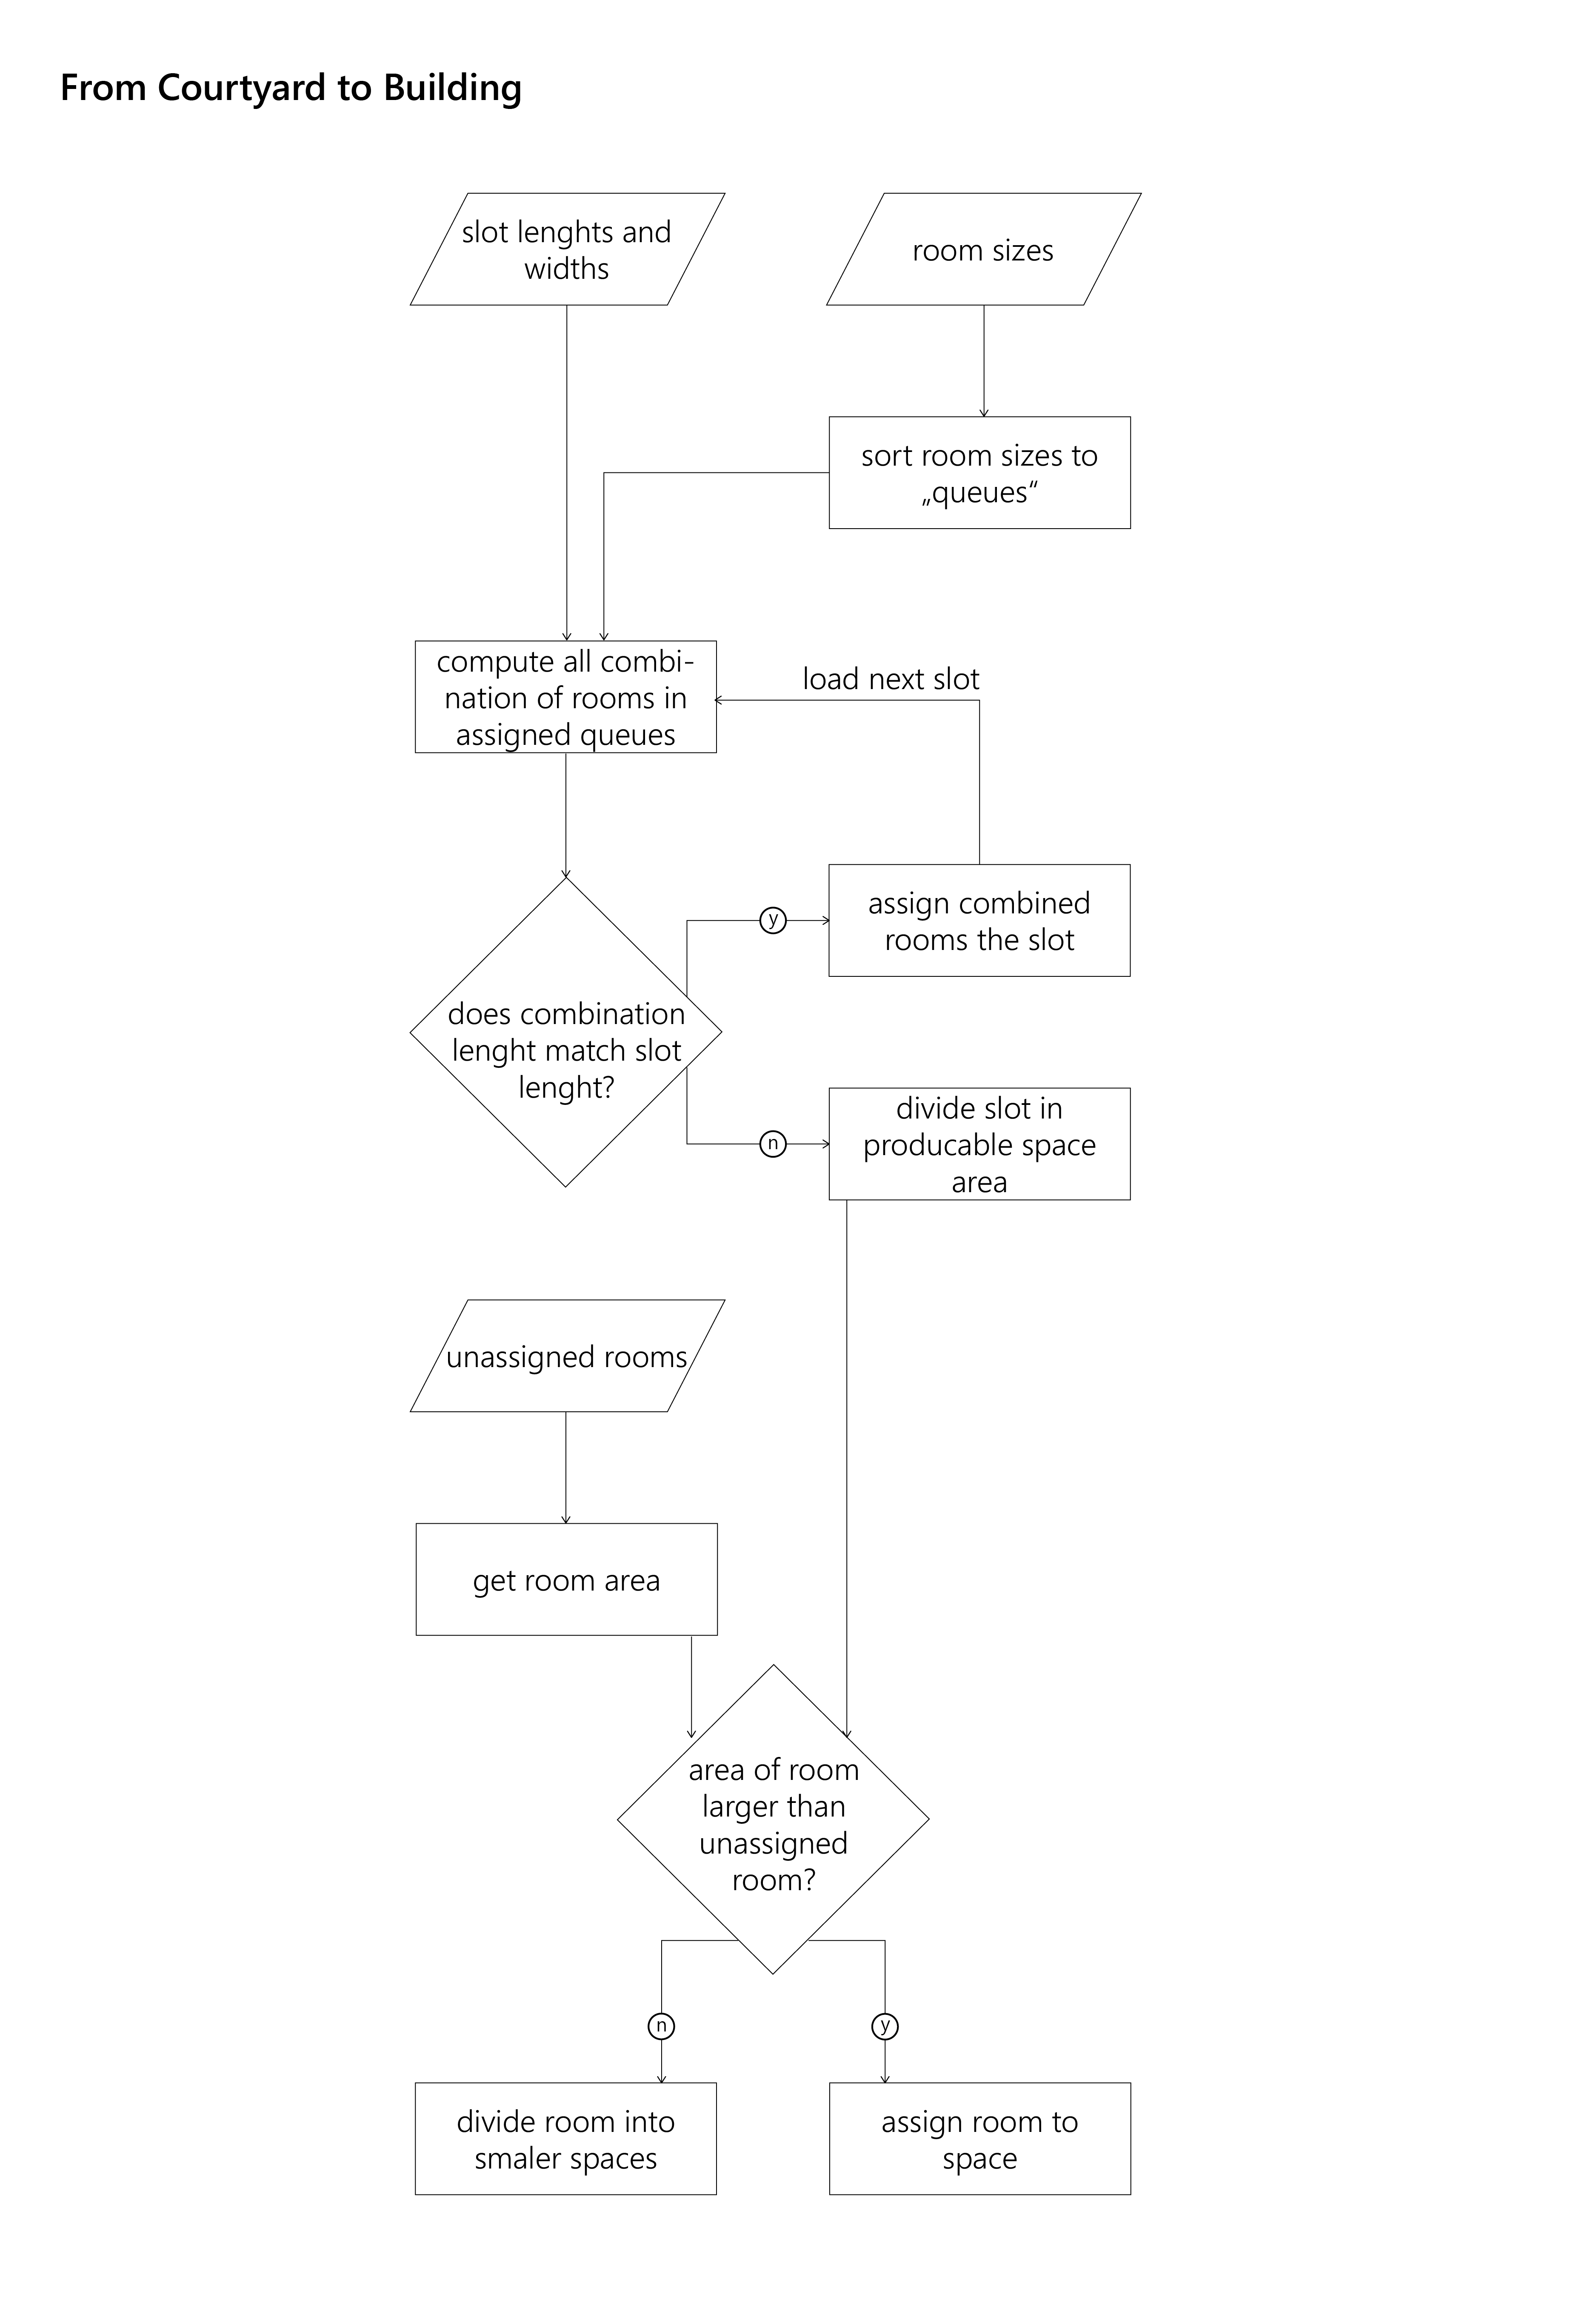 From Courtyard to Building
slot lenghts and
widths
room sizes
sort room sizes to
„queues“
compute all combi-
nation of rooms in
assigned queues
load next slot
y
assign combined
rooms the slot
does combination
lenght match slot
lenght?
n
divide slot in
producable space
area
unassigned rooms
get room area
area of room
larger than
unassigned
room?
n
y
divide room into
smaler spaces
assign room to
space